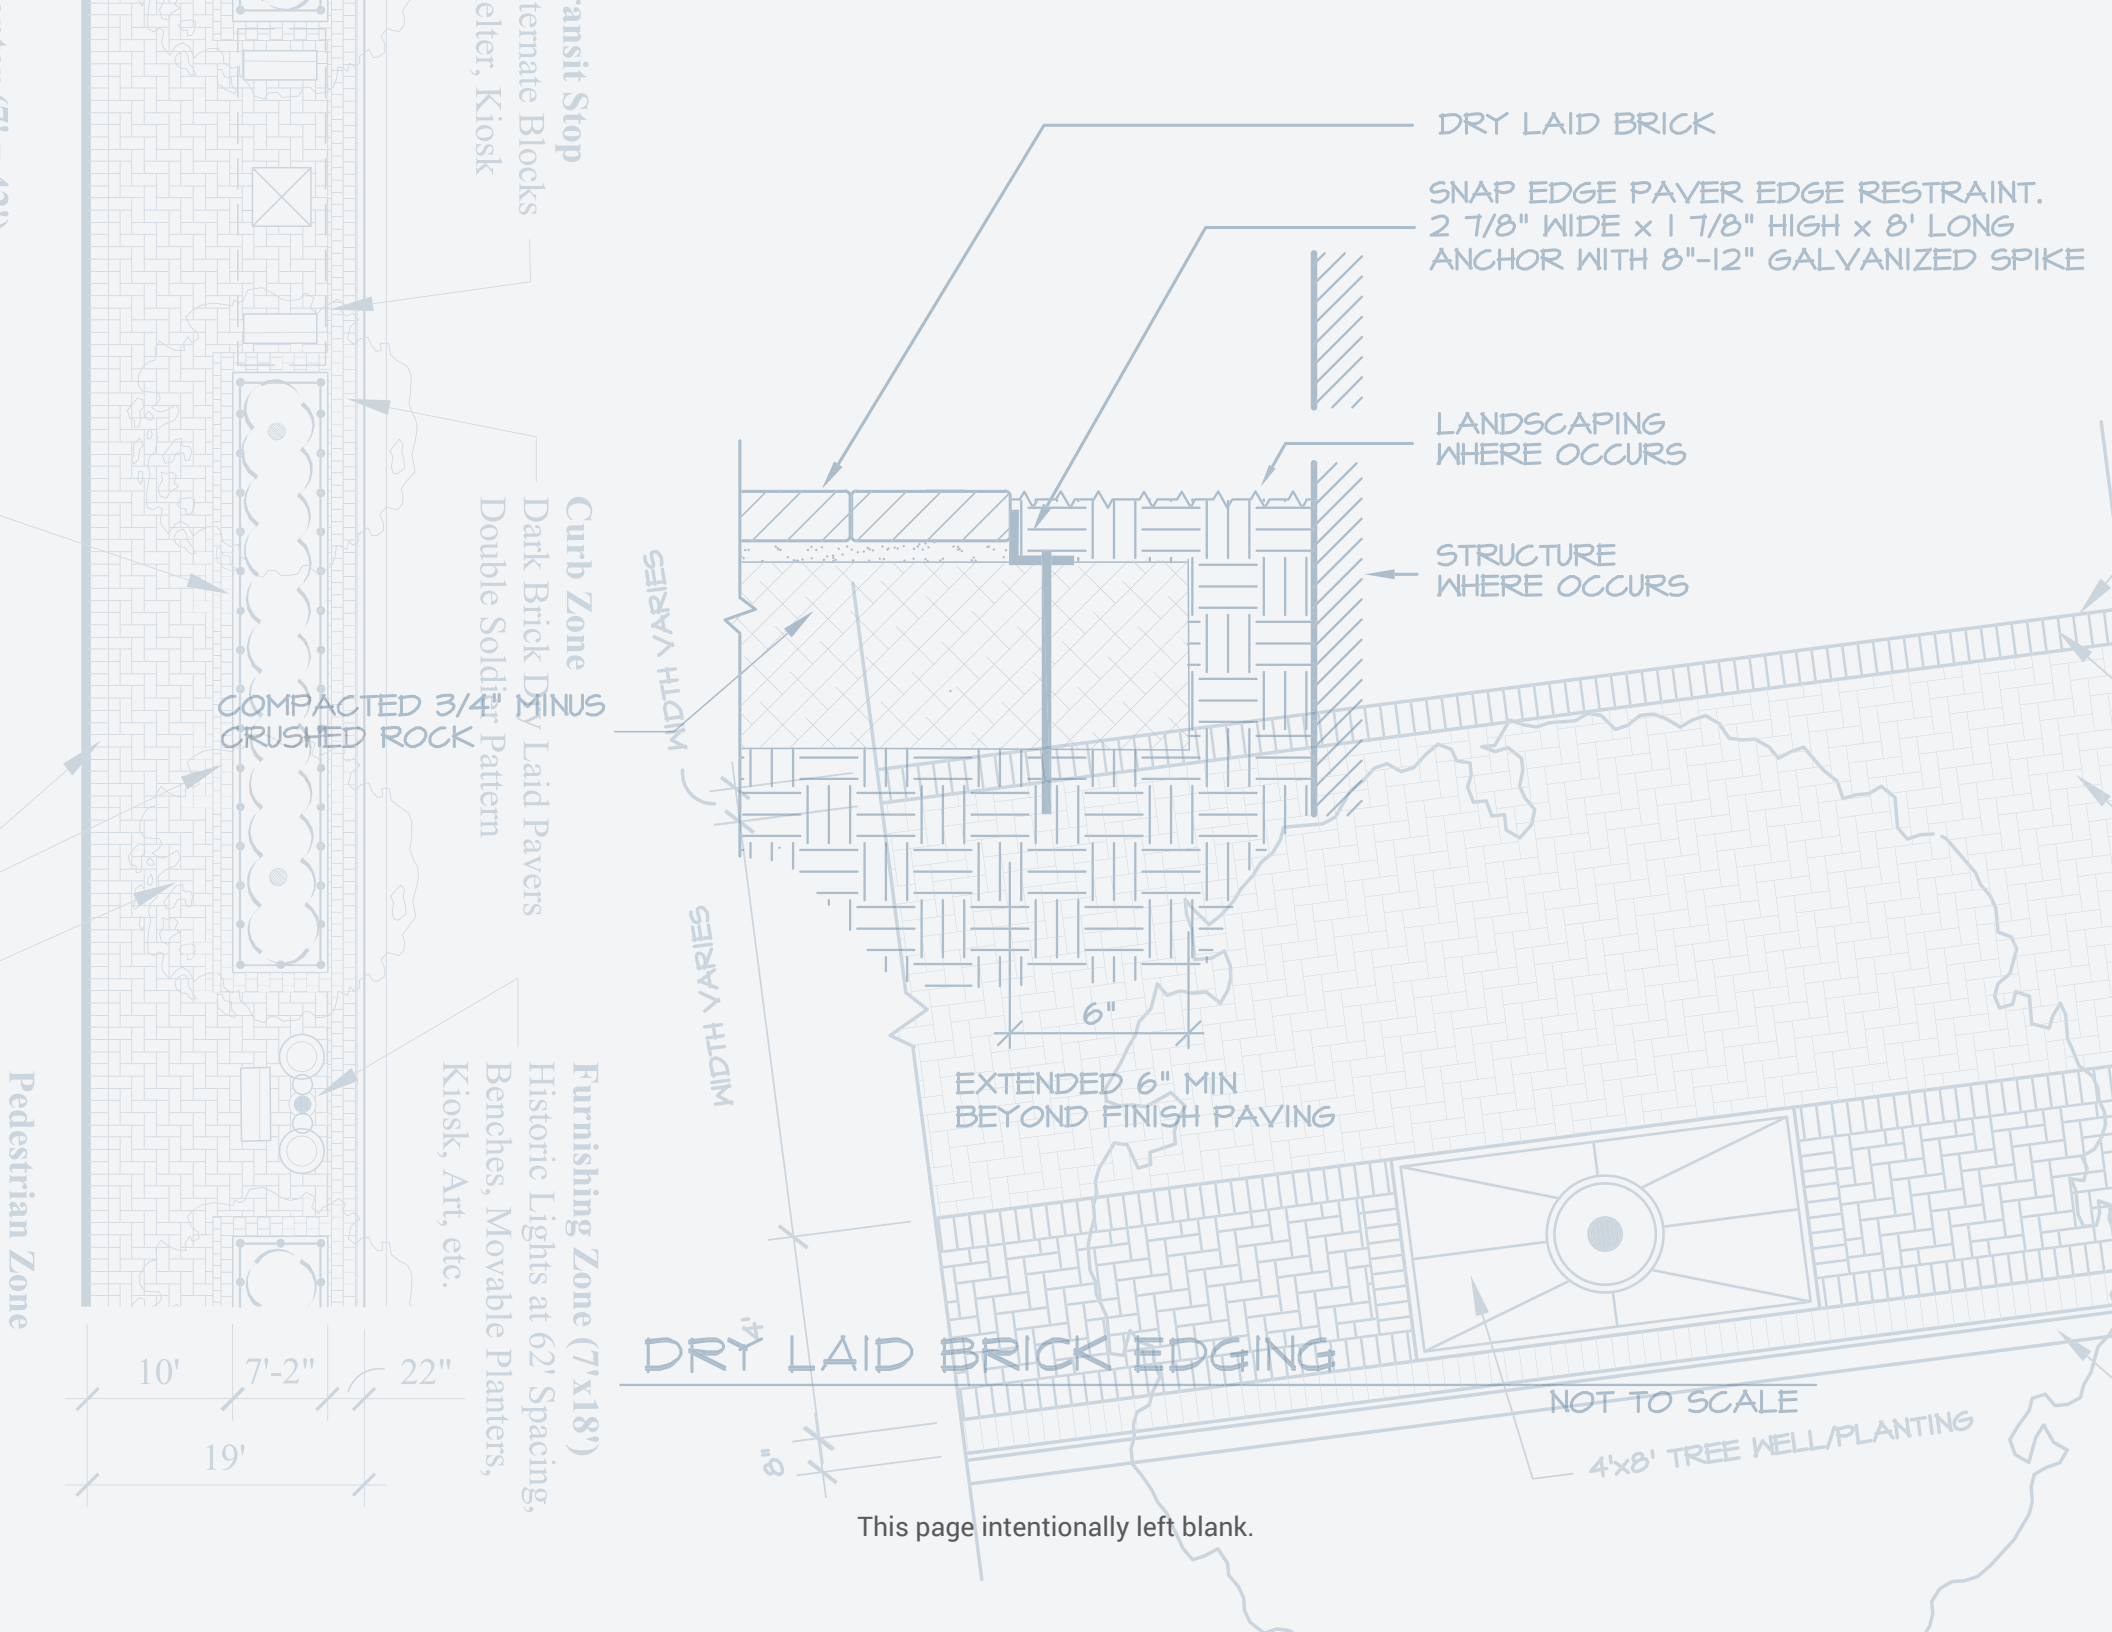 ransit Stop
ternate Blocks
elter, Kiosk
DRY LAID BRICK
SNAP EDGE PAVER EDGE RESTRAINT.
2 7/8" WIDE x 1 7/8" HIGH x 8' LONG
ANCHOR WITH 8"-12" GALVANIZED SPIKE
LANDSCAPING
WHERE OCCURS
STRUCTURE
WHERE OCCURS
Curb Zone
Dark Brick Dry Laid Pavers
Double Soldier Pattern
WIDTH VARIES
COMPACTED 3/4" MINUS
CRUSHED ROCK
WIDTH VARIES
6"
EXTENDED 6" MIN
BEYOND FINISH PAVING
Furnishing Zone (7'x18')
Historic Lights at 62' Spacing,
Benches, Movable Planters,
Kiosk, Art, etc.
Pedestrian Zone
4'
DRY LAID BRICK EDGING
NOT TO SCALE
10'
7'-2"
22"
19'
8"
4'x8' TREE WELL/PLANTING
This page intentionally left blank.